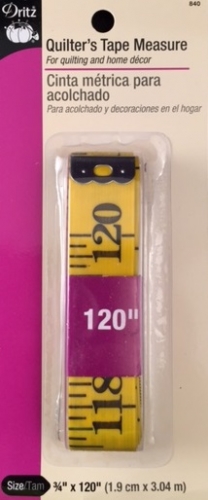 840
Dritz
Quilter's Tape Measure
For quilting and home décor
Cinta métrica para
acolchado
Para acolchado y decoraciones en el hogar
120
120"
118
Size/Tam ¾" x 120" (1.9 cm x 3.04 m)